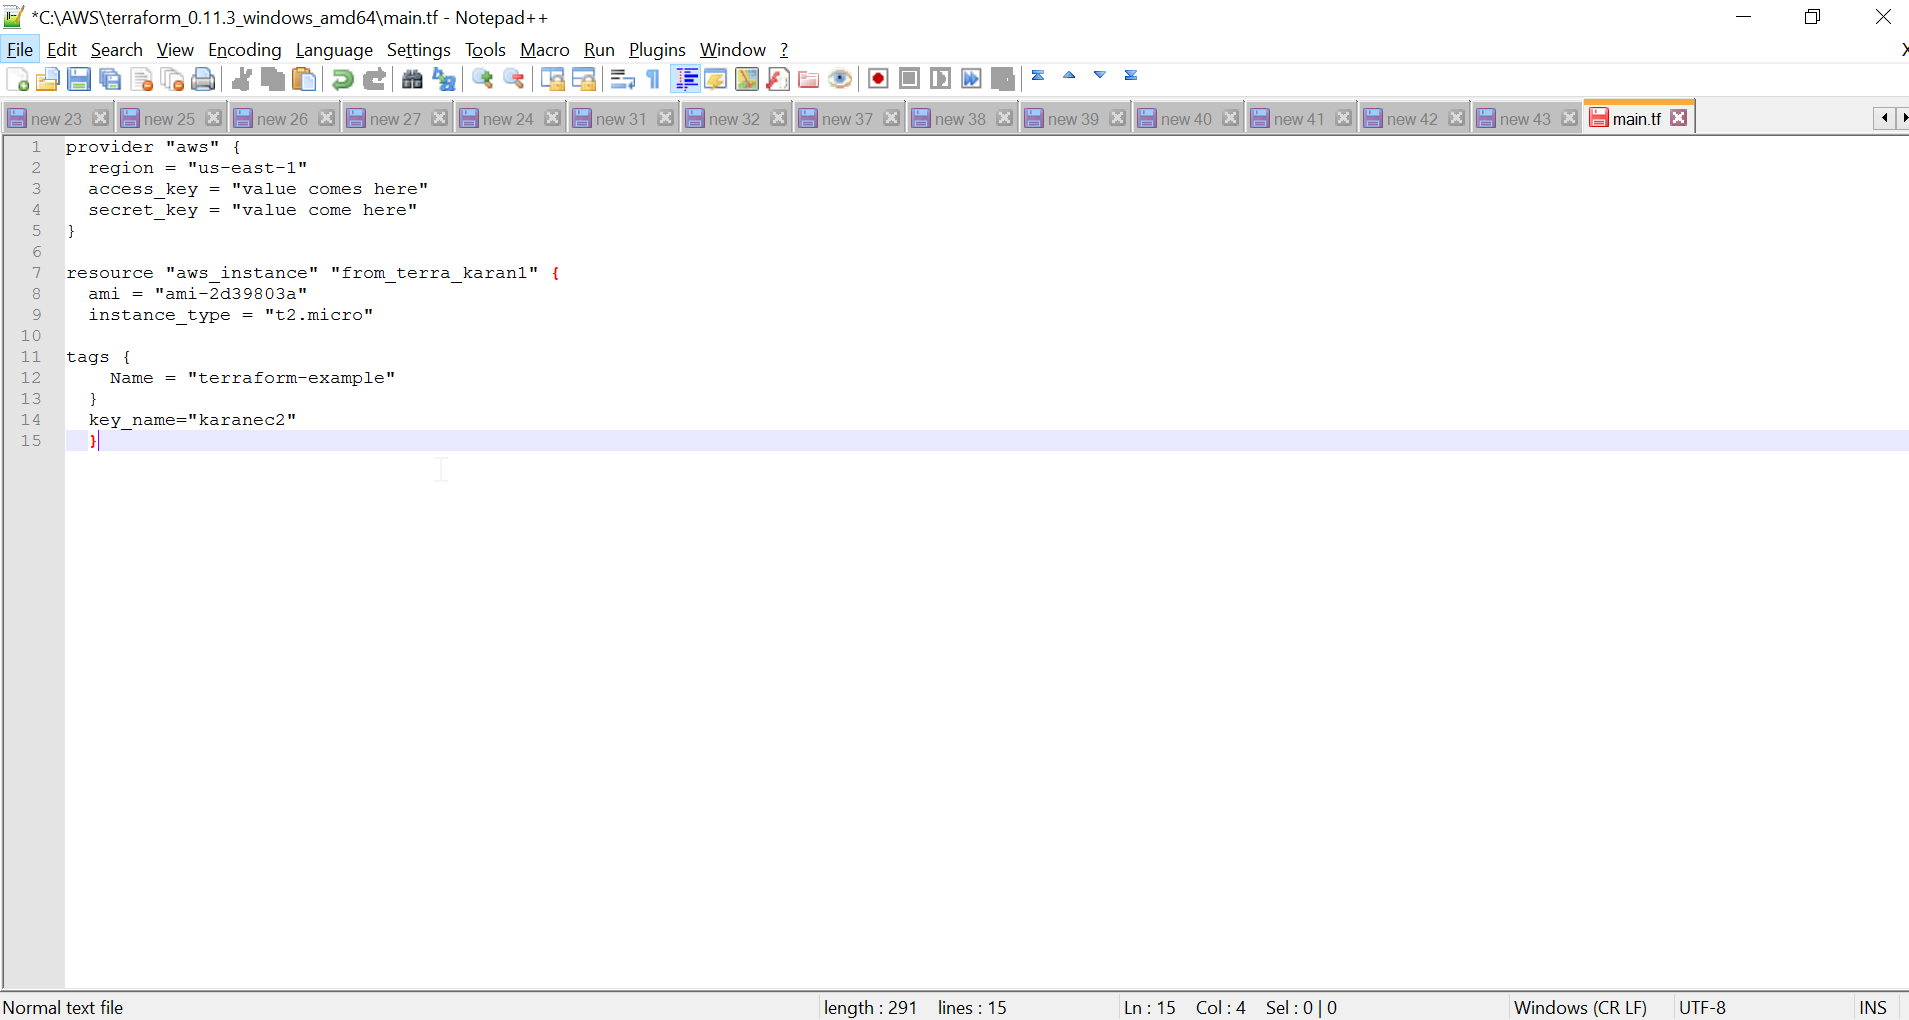 *C:\AWS\terraform_0.11.3_windows_amd64\main.tf - Notepad++
File Edit Search View Encoding Language Settings Tools Macro Run Plugins Window ? X
new 23 new 25 new 26 new 27 new 24 new 31 new 32 new 37 new 38 new 39 new 40 new 41 new 42 new 43 main.tf
1 provider "aws" {
2   region = "us-east-1"
3   access_key = "value comes here"
4   secret_key = "value come here"
5 }
6
7 resource "aws_instance" "from_terra_karan1" {
8   ami = "ami-2d39803a"
9   instance_type = "t2.micro"
10
11 tags {
12     Name = "terraform-example"
13   }
14   key_name="karanec2"
15   }
Normal text file length : 291 lines : 15 Ln : 15 Col : 4 Sel : 0 | 0 Windows (CR LF) UTF-8 INS